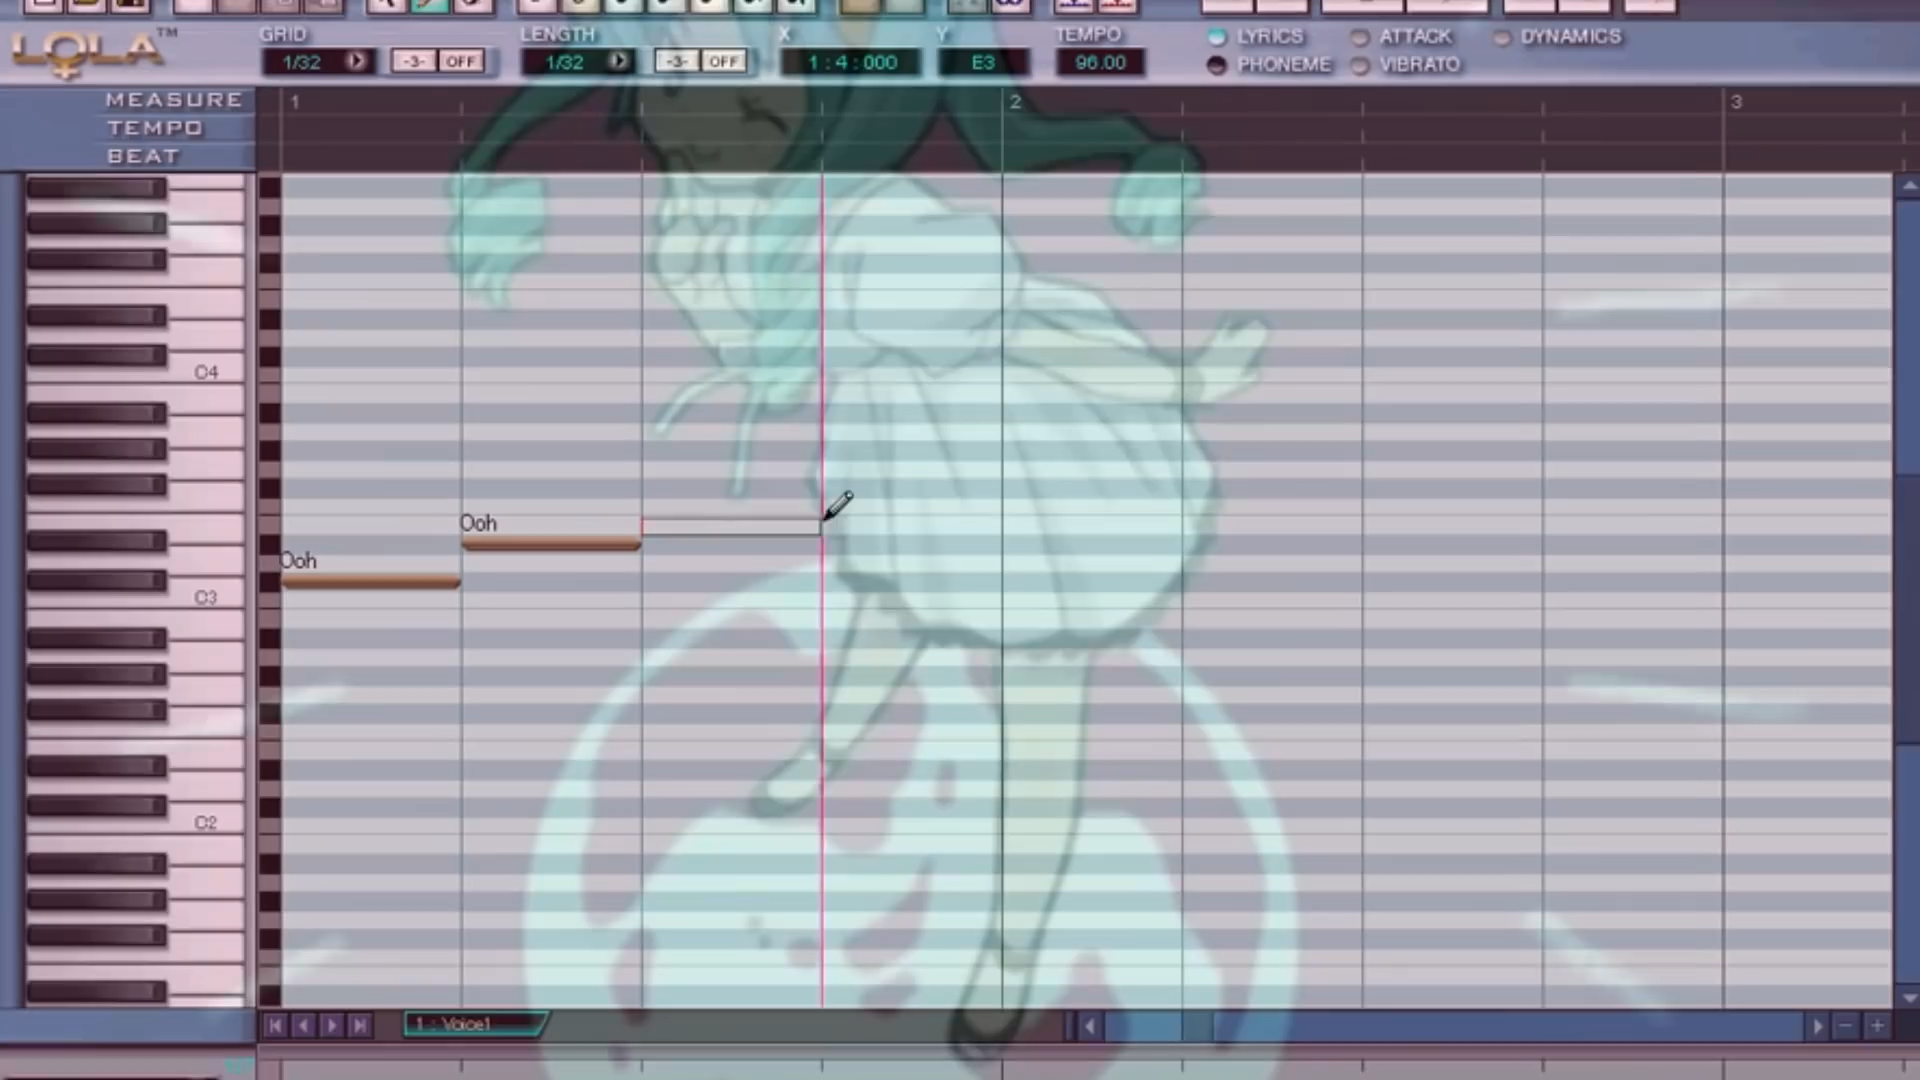 LOLA™
GRID
LENGTH
X
Y
TEMPO
LYRICS
ATTACK
DYNAMICS
1/32
-3-
OFF
1/32
-3-
OFF
1:4:000
E3
96.00
PHONEME
VIBRATO
MEASURE
1
2
3
TEMPO
BEAT
C4
Ooh
Ooh
C3
C2
1 : Voice1